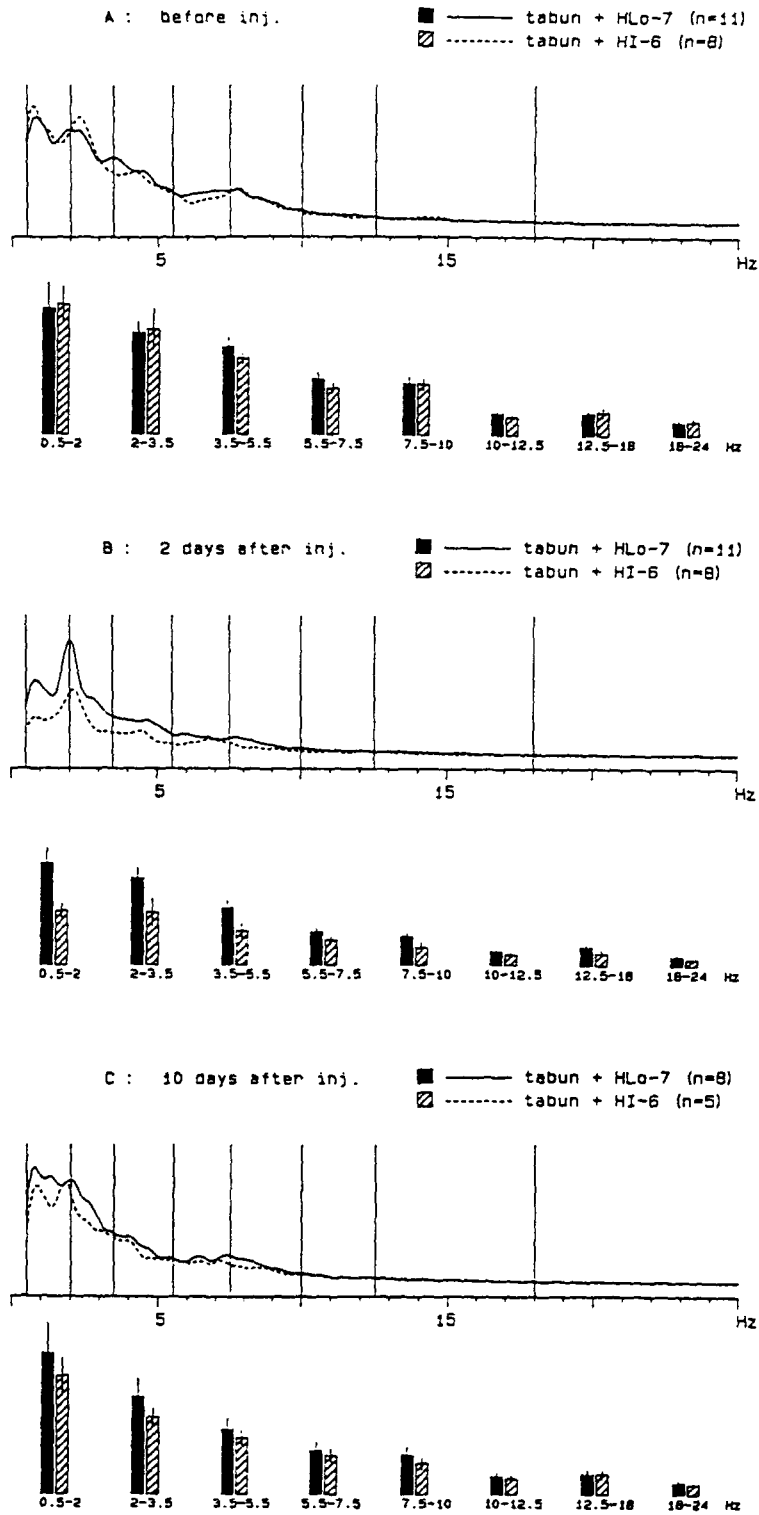 A : before inj.
tabun + HLo-7 (n=11)
tabun + HI-6 (n=8)
5 15 Hz
0.5-2 2-3.5 3.5-5.5 5.5-7.5 7.5-10 10-12.5 12.5-18 18-24 Hz
B : 2 days after inj.
tabun + HLo-7 (n=11)
tabun + HI-6 (n=8)
5 15 Hz
0.5-2 2-3.5 3.5-5.5 5.5-7.5 7.5-10 10-12.5 12.5-18 18-24 Hz
C : 10 days after inj.
tabun + HLo-7 (n=8)
tabun + HI-6 (n=5)
5 15 Hz
0.5-2 2-3.5 3.5-5.5 5.5-7.5 7.5-10 10-12.5 12.5-18 18-24 Hz